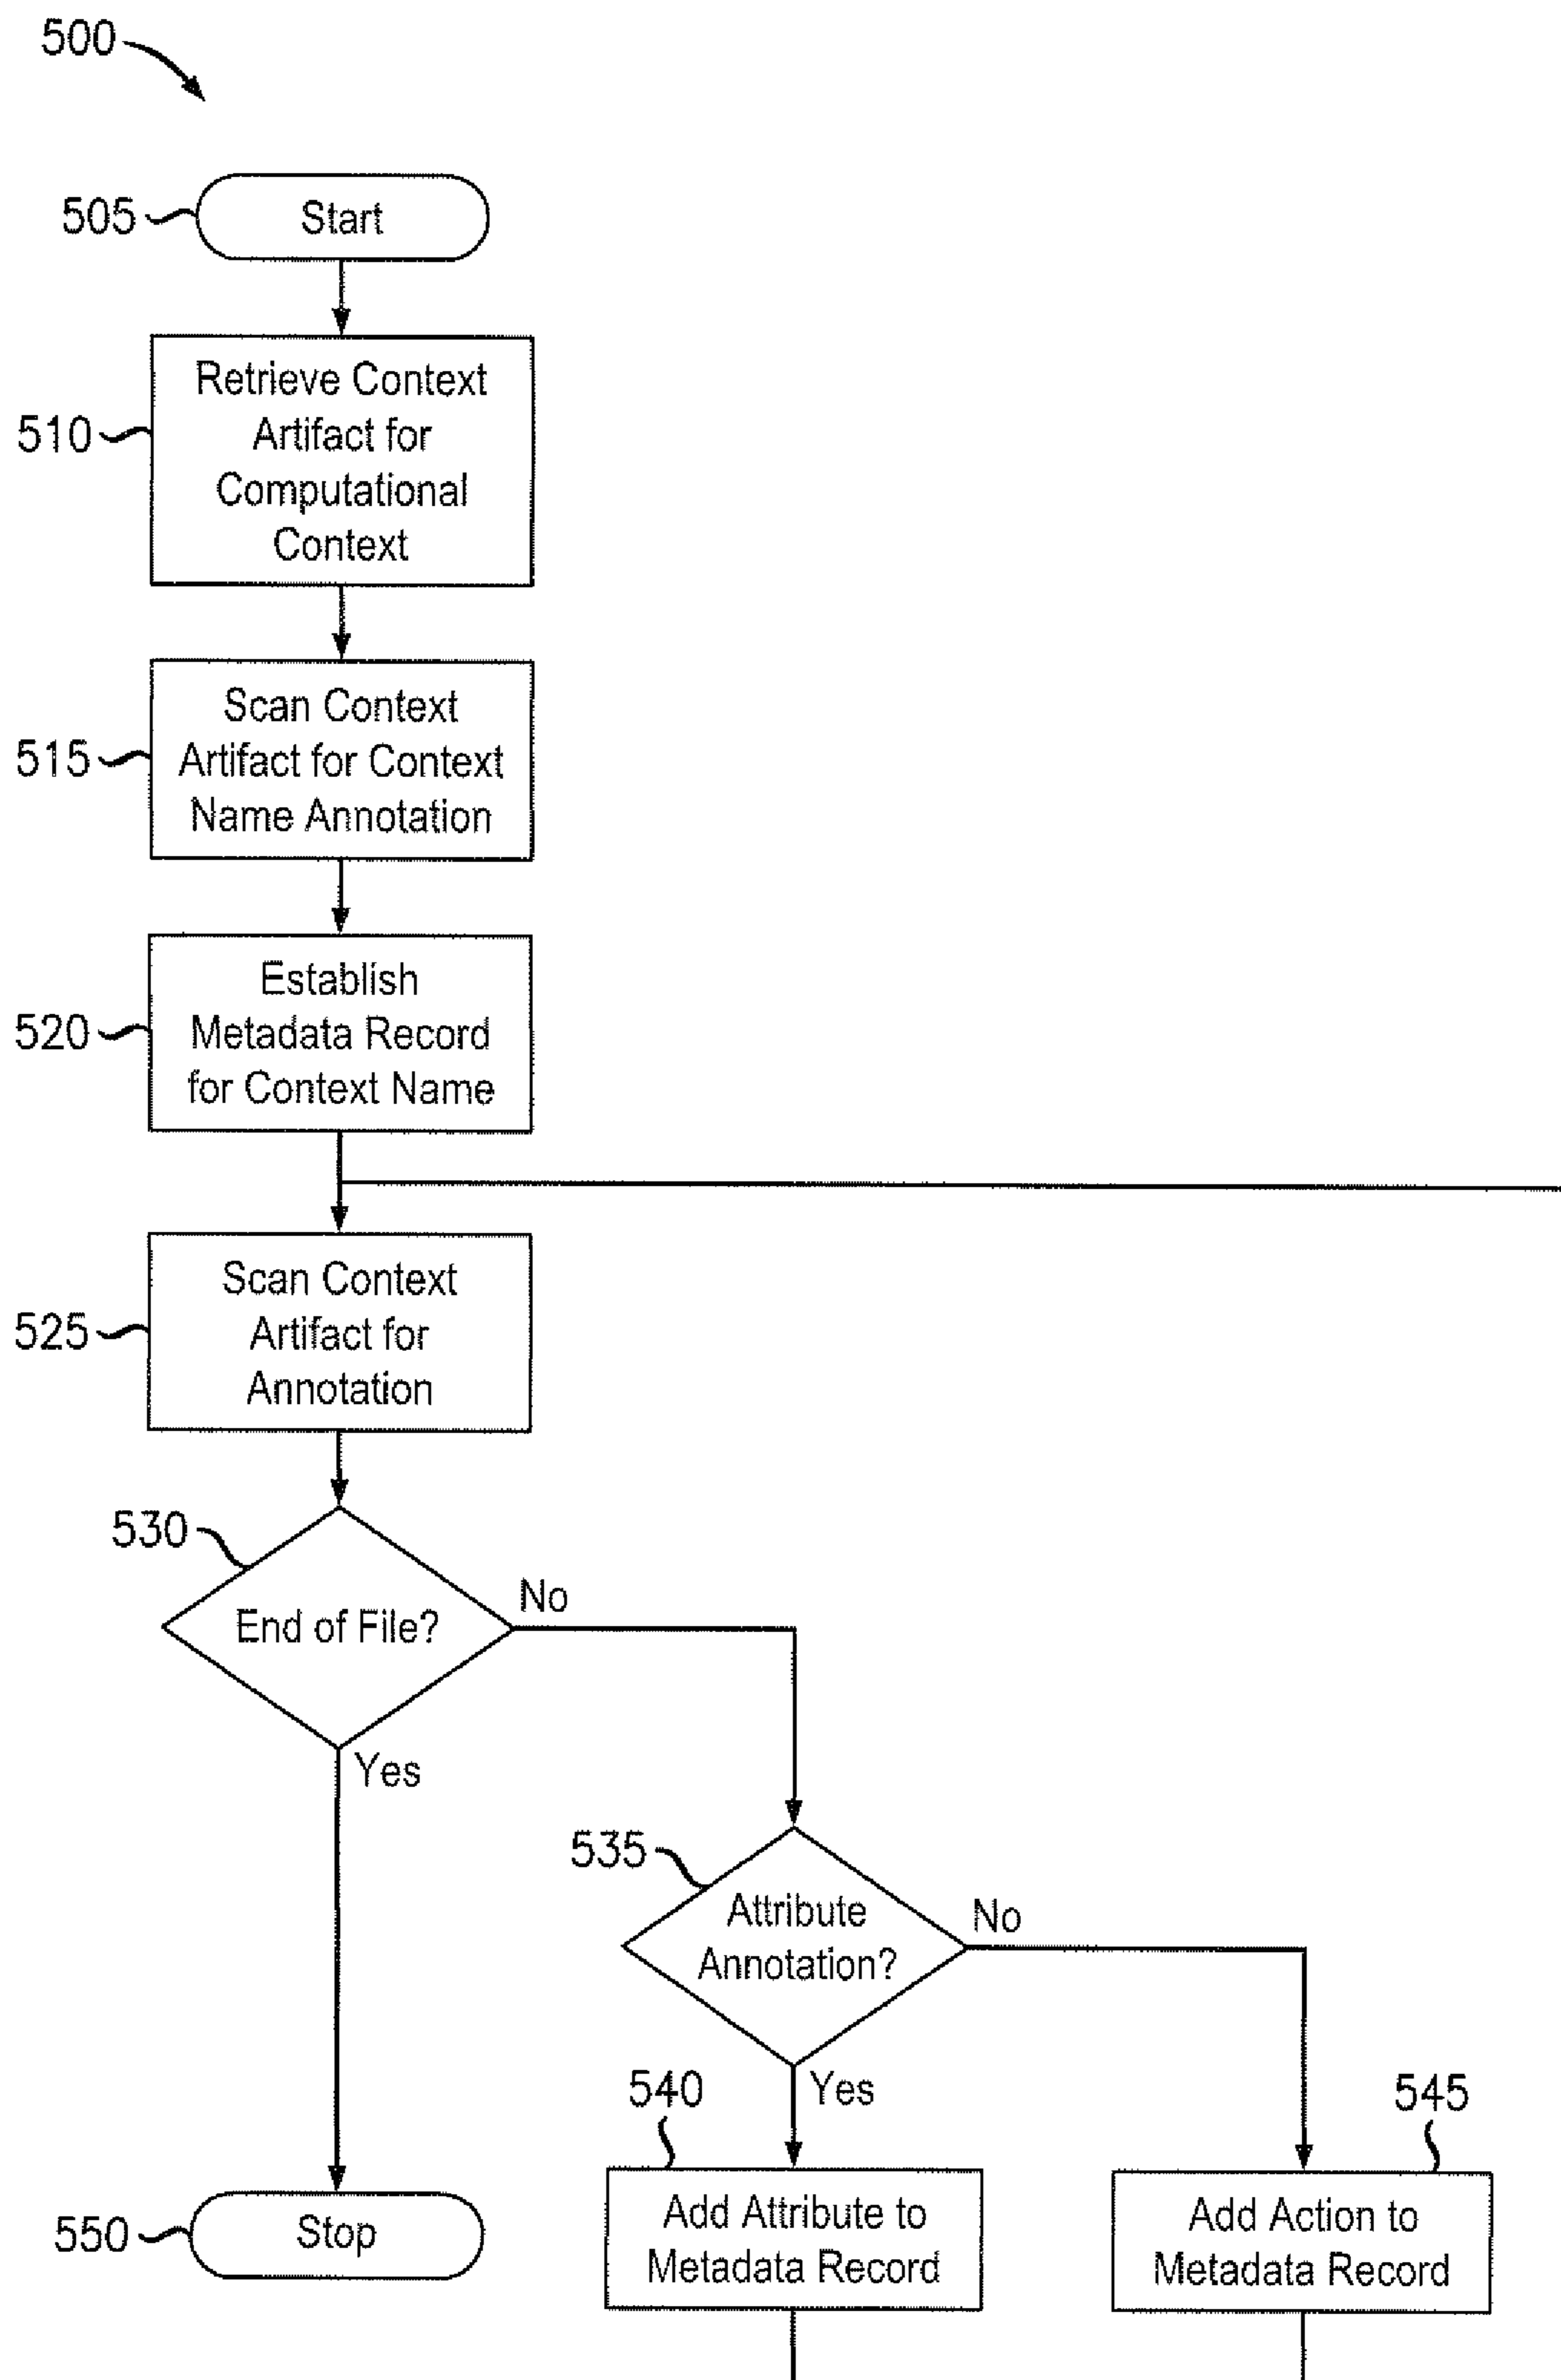 500
505
Start
510
Retrieve Context
Artifact for
Computational
Context
515
Scan Context
Artifact for Context
Name Annotation
520
Establish
Metadata Record
for Context Name
525
Scan Context
Artifact for
Annotation
530
End of File?
No
Yes
535
Attribute
Annotation?
No
Yes
540
Add Attribute to
Metadata Record
545
Add Action to
Metadata Record
550
Stop